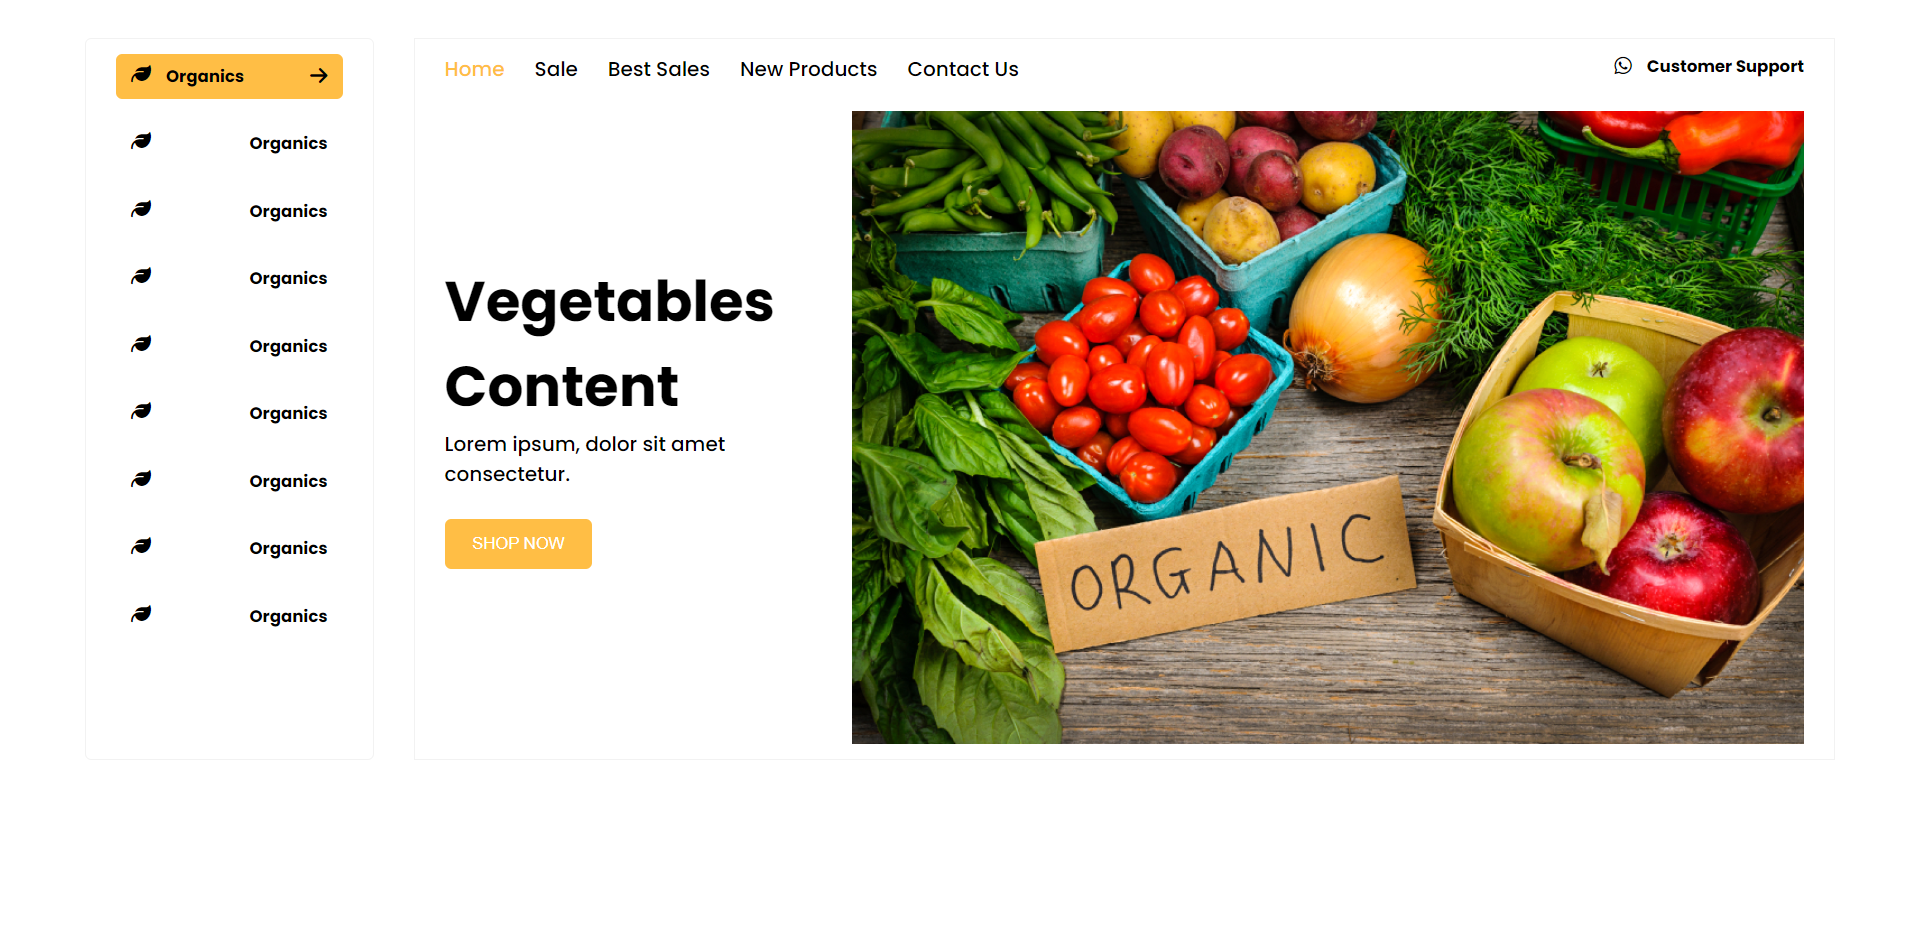 Organics
Organics
Organics
Organics
Organics
Organics
Organics
Organics
Organics
Home Sale Best Sales New Products Contact Us
Customer Support
Vegetables
Content
Lorem ipsum, dolor sit amet
consectetur.
SHOP NOW
ORGANIC